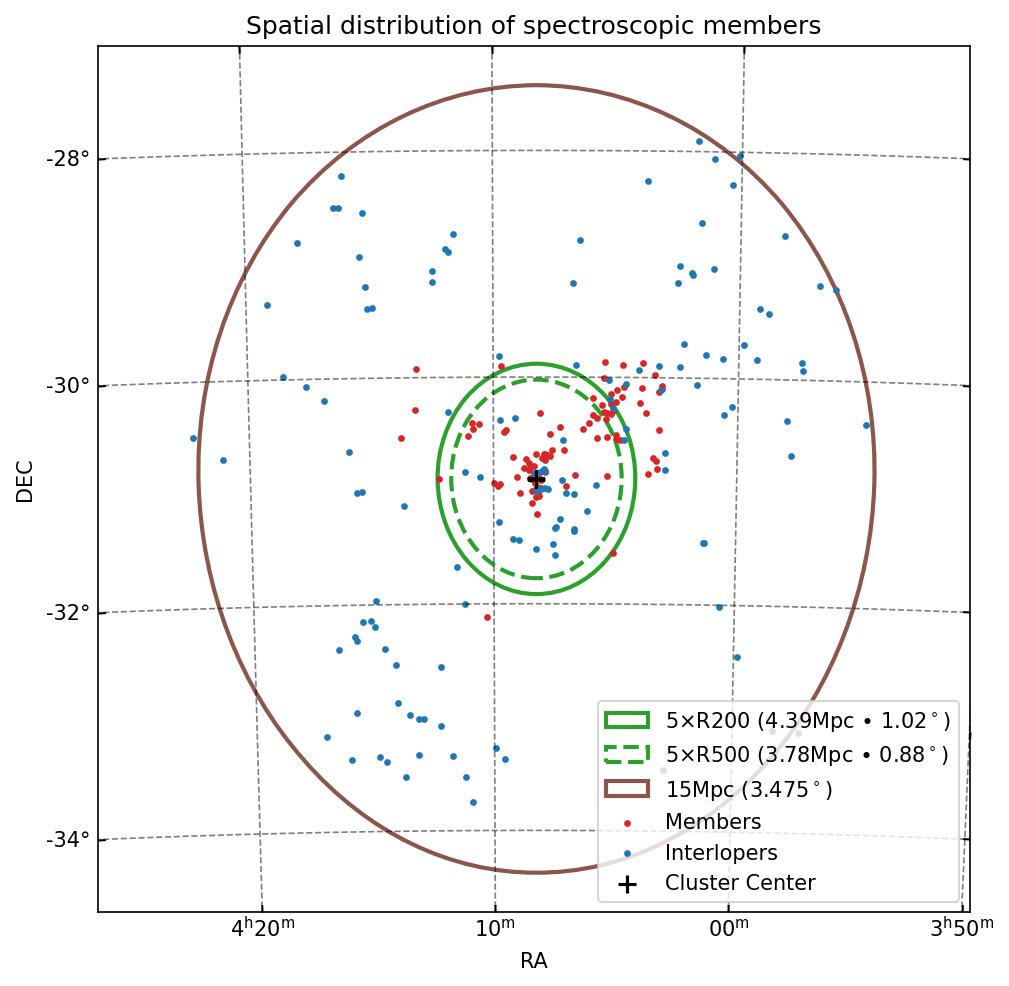 Spatial distribution of spectroscopic members
-28°
-30°
-32°
-34°
DEC
4ʰ20ᵐ
10ᵐ
00ᵐ
3ʰ50ᵐ
RA
5×R200 (4.39Mpc • 1.02°)
5×R500 (3.78Mpc • 0.88°)
15Mpc (3.475°)
Members
Interlopers
Cluster Center